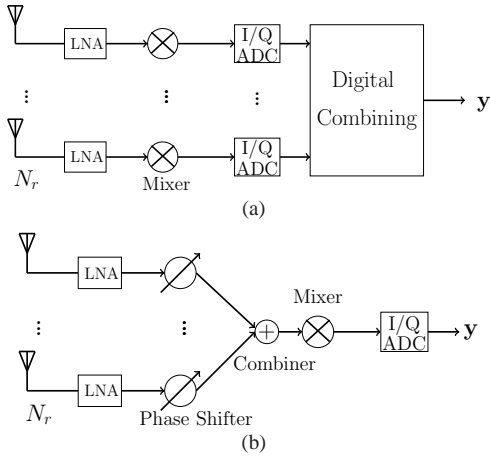 LNA
I/Q
ADC
Digital
Combining
y
...
...
...
LNA
I/Q
ADC
N_r
Mixer
(a)
LNA
Mixer
I/Q
ADC
+
y
...
...
Combiner
LNA
N_r
Phase Shifter
(b)